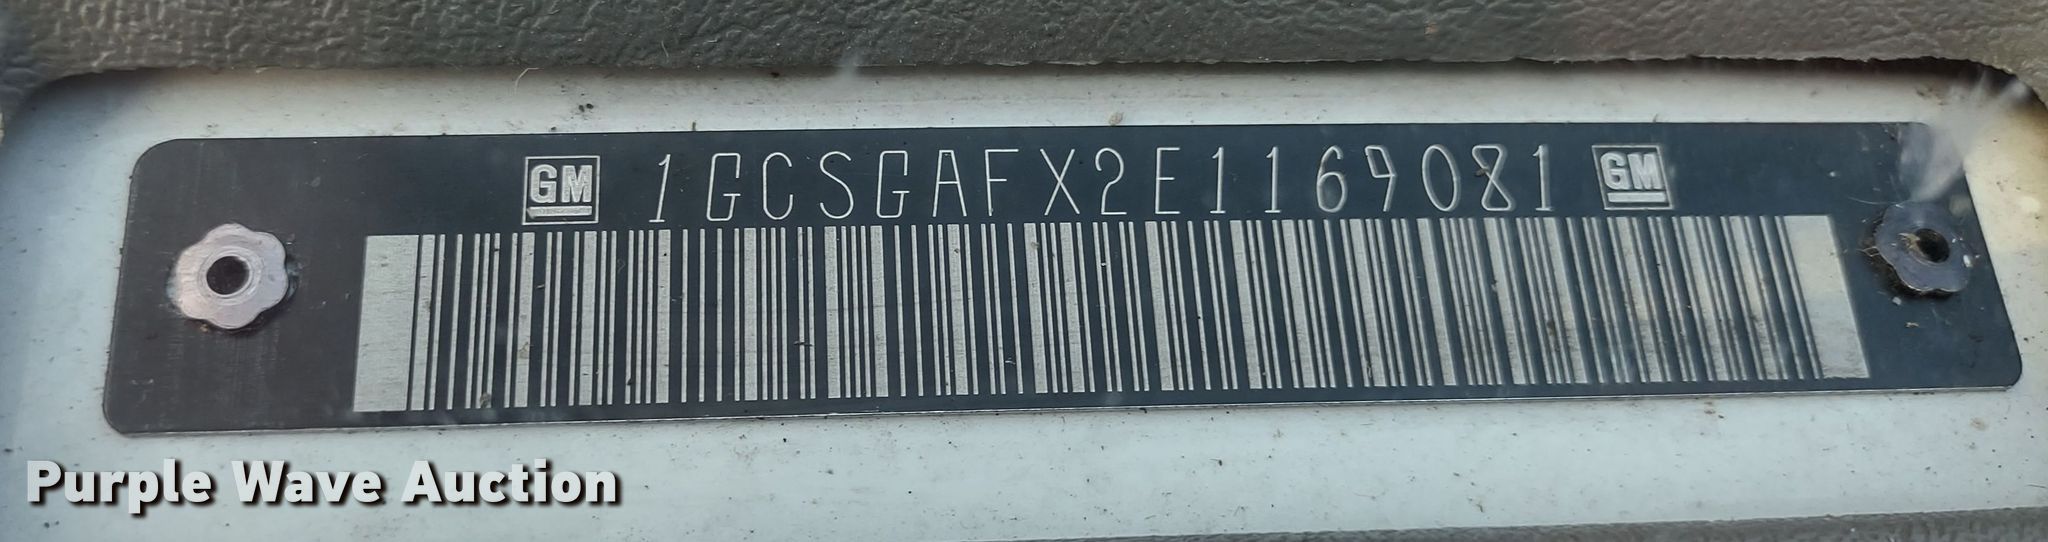 GM 1GCSGAFX2E1169081 GM
Purple Wave Auction